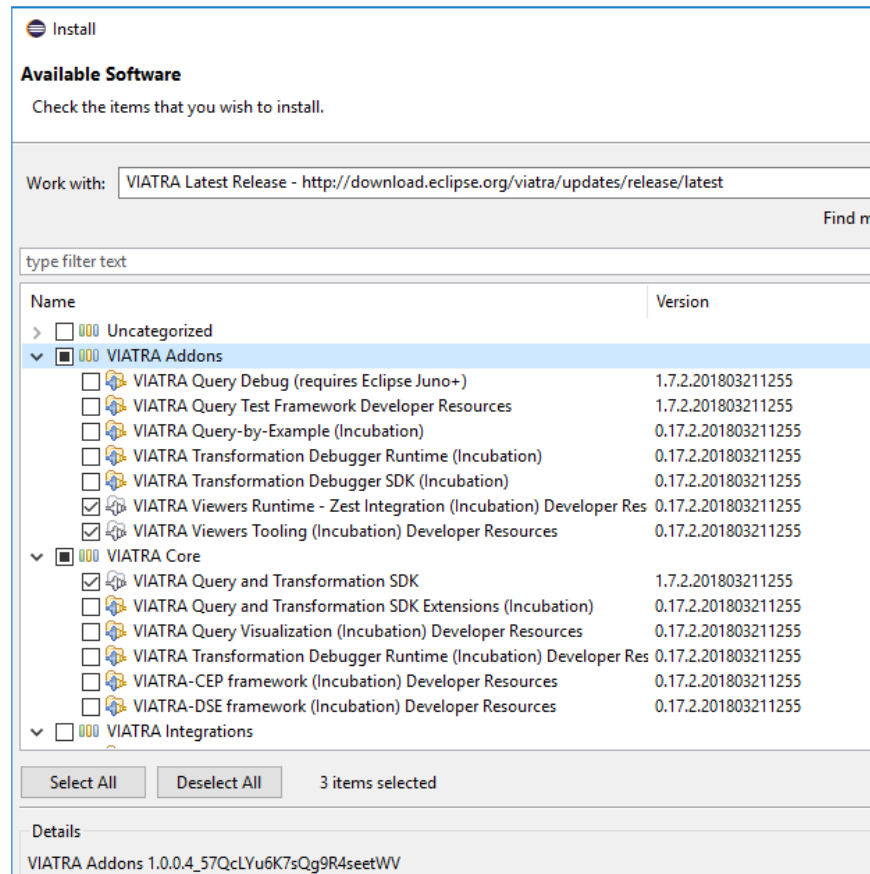 Install
Available Software
Check the items that you wish to install.
Work with: VIATRA Latest Release - http://download.eclipse.org/viatra/updates/release/latest
Find
type filter text
Name Version
Uncategorized
VIATRA Addons
VIATRA Query Debug (requires Eclipse Juno+) 1.7.2.201803211255
VIATRA Query Test Framework Developer Resources 1.7.2.201803211255
VIATRA Query-by-Example (Incubation) 0.17.2.201803211255
VIATRA Transformation Debugger Runtime (Incubation) 0.17.2.201803211255
VIATRA Transformation Debugger SDK (Incubation) 0.17.2.201803211255
VIATRA Viewers Runtime - Zest Integration (Incubation) Developer Res 0.17.2.201803211255
VIATRA Viewers Tooling (Incubation) Developer Resources 0.17.2.201803211255
VIATRA Core
VIATRA Query and Transformation SDK 1.7.2.201803211255
VIATRA Query and Transformation SDK Extensions (Incubation) 0.17.2.201803211255
VIATRA Query Visualization (Incubation) Developer Resources 0.17.2.201803211255
VIATRA Transformation Debugger Runtime (Incubation) Developer Res 0.17.2.201803211255
VIATRA-CEP framework (Incubation) Developer Resources 0.17.2.201803211255
VIATRA-DSE framework (Incubation) Developer Resources 0.17.2.201803211255
VIATRA Integrations
Select All Deselect All 3 items selected
Details
VIATRA Addons 1.0.0.4_57QcLYu6K7sQg9R4seetWV